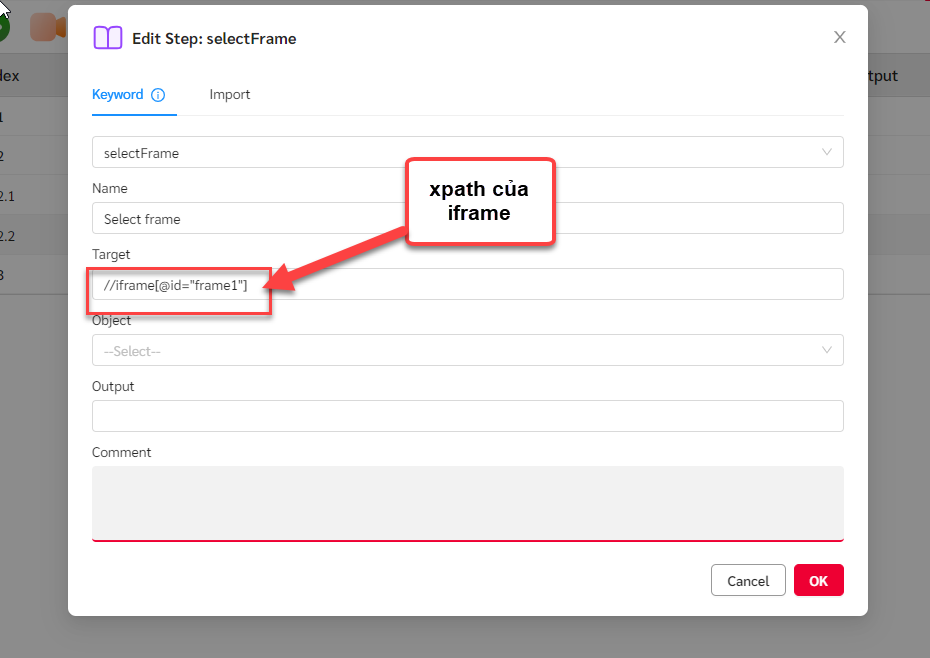 Edit Step: selectFrame
Keyword
Import
dex
tput
1
selectFrame
2
xpath của
iframe
Name
2.1
Select frame
2.2
Target
3
//iframe[@id="frame1"]
Object
--Select--
Output
Comment
Cancel
OK